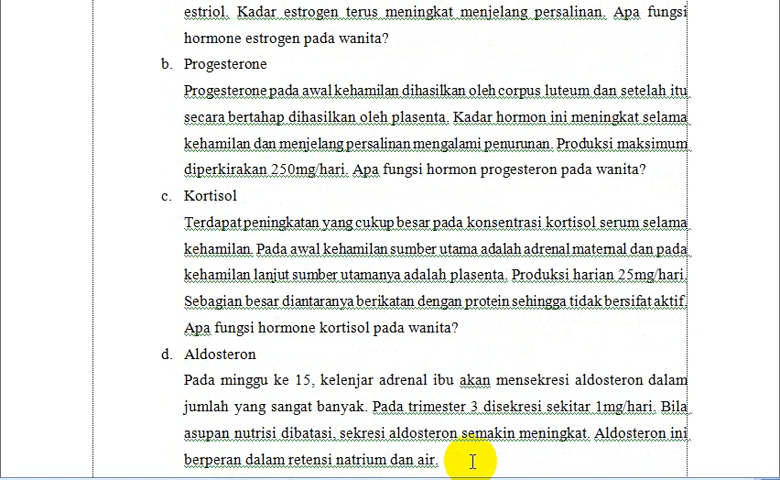 estriol. Kadar estrogen terus meningkat menjelang persalinan. Apa fungsi
hormone estrogen pada wanita?
b. Progesterone
Progesterone pada awal kehamilan dihasilkan oleh corpus luteum dan setelah itu
secara bertahap dihasilkan oleh plasenta. Kadar hormon ini meningkat selama
kehamilan dan menjelang persalinan mengalami penurunan. Produksi maksimum
diperkirakan 250mg/hari. Apa fungsi hormon progesteron pada wanita?
c. Kortisol
Terdapat peningkatan yang cukup besar pada konsentrasi kortisol serum selama
kehamilan. Pada awal kehamilan sumber utama adalah adrenal maternal dan pada
kehamilan lanjut sumber utamanya adalah plasenta. Produksi harian 25mg/hari.
Sebagian besar diantaranya berikatan dengan protein sehingga tidak bersifat aktif.
Apa fungsi hormone kortisol pada wanita?
d. Aldosteron
Pada minggu ke 15, kelenjar adrenal ibu akan mensekresi aldosteron dalam
jumlah yang sangat banyak. Pada trimester 3 disekresi sekitar 1mg/hari. Bila
asupan nutrisi dibatasi, sekresi aldosteron semakin meningkat. Aldosteron ini
berperan dalam retensi natrium dan air.